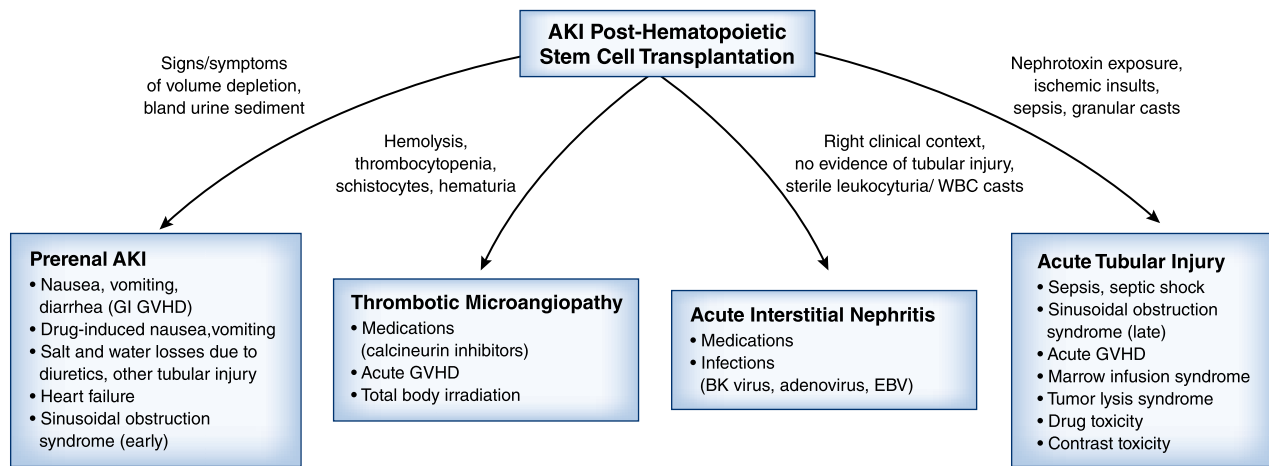 AKI Post-Hematopoietic
Stem Cell Transplantation
Signs/symptoms
of volume depletion,
bland urine sediment
Hemolysis,
thrombocytopenia,
schistocytes, hematuria
Right clinical context,
no evidence of tubular injury,
sterile leukocyturia/ WBC casts
Nephrotoxin exposure,
ischemic insults,
sepsis, granular casts
Prerenal AKI
• Nausea, vomiting,
diarrhea (GI GVHD)
• Drug-induced nausea,vomiting
• Salt and water losses due to
diuretics, other tubular injury
• Heart failure
• Sinusoidal obstruction
syndrome (early)
Thrombotic Microangiopathy
• Medications
(calcineurin inhibitors)
• Acute GVHD
• Total body irradiation
Acute Interstitial Nephritis
• Medications
• Infections
(BK virus, adenovirus, EBV)
Acute Tubular Injury
• Sepsis, septic shock
• Sinusoidal obstruction
syndrome (late)
• Acute GVHD
• Marrow infusion syndrome
• Tumor lysis syndrome
• Drug toxicity
• Contrast toxicity